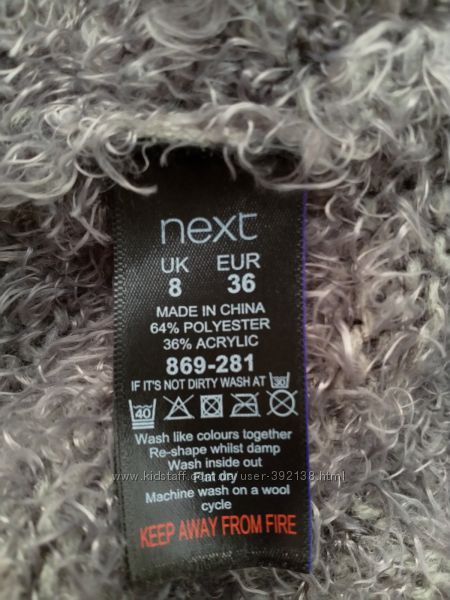 next
UK EUR
8 36
MADE IN CHINA
64% POLYESTER
36% ACRYLIC
869-281
IF IT'S NOT DIRTY WASH AT 30
40
Wash like colours together
Re-shape whilst damp
Wash inside out
Flat dry
Machine wash on a wool
cycle
KEEP AWAY FROM FIRE